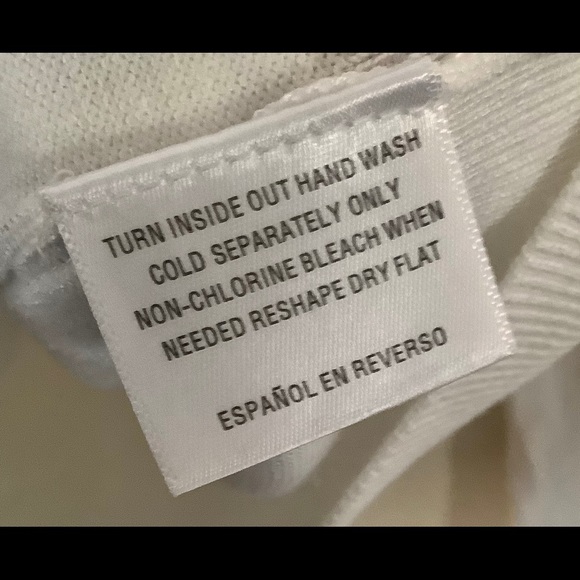 TURN INSIDE OUT HAND WASH
COLD SEPARATELY ONLY
NON-CHLORINE BLEACH WHEN
NEEDED RESHAPE DRY FLAT
ESPAÑOL EN REVERSO